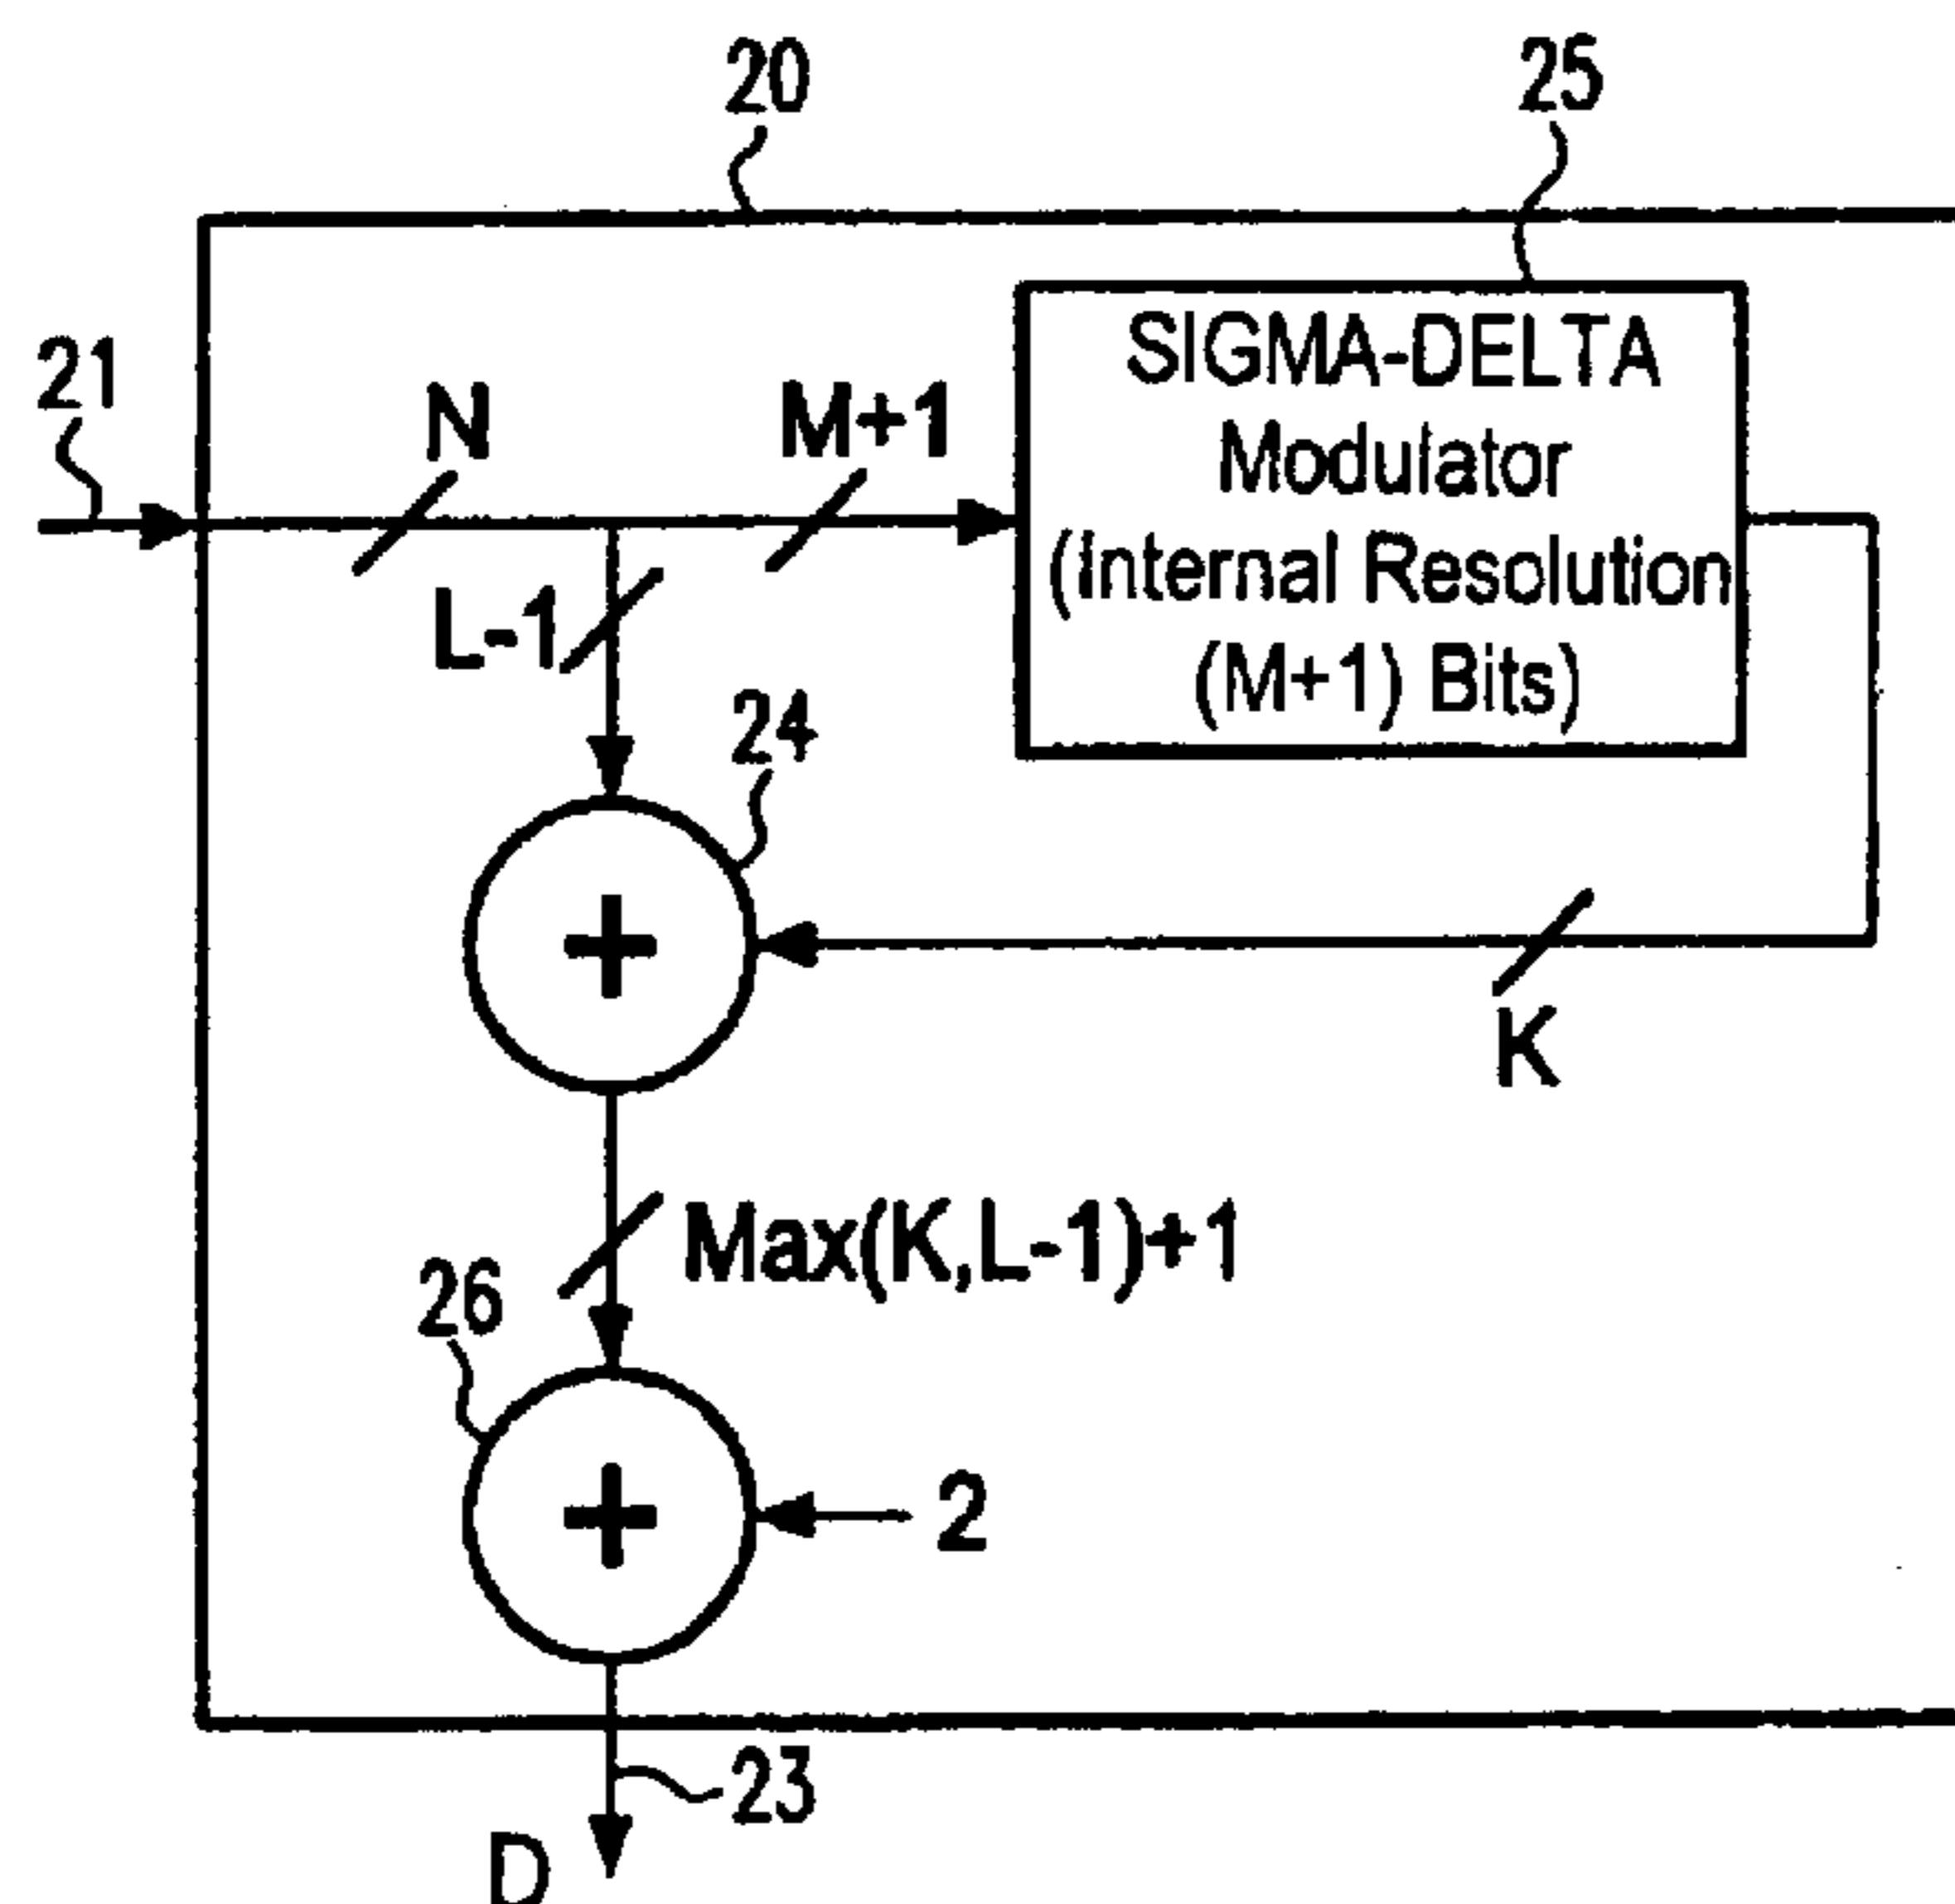 20
25
21
N
M+1
SIGMA-DELTA
Modulator
(Internal Resolution
(M+1) Bits)
L-1
24
+
K
Max(K,L-1)+1
26
+
2
23
D